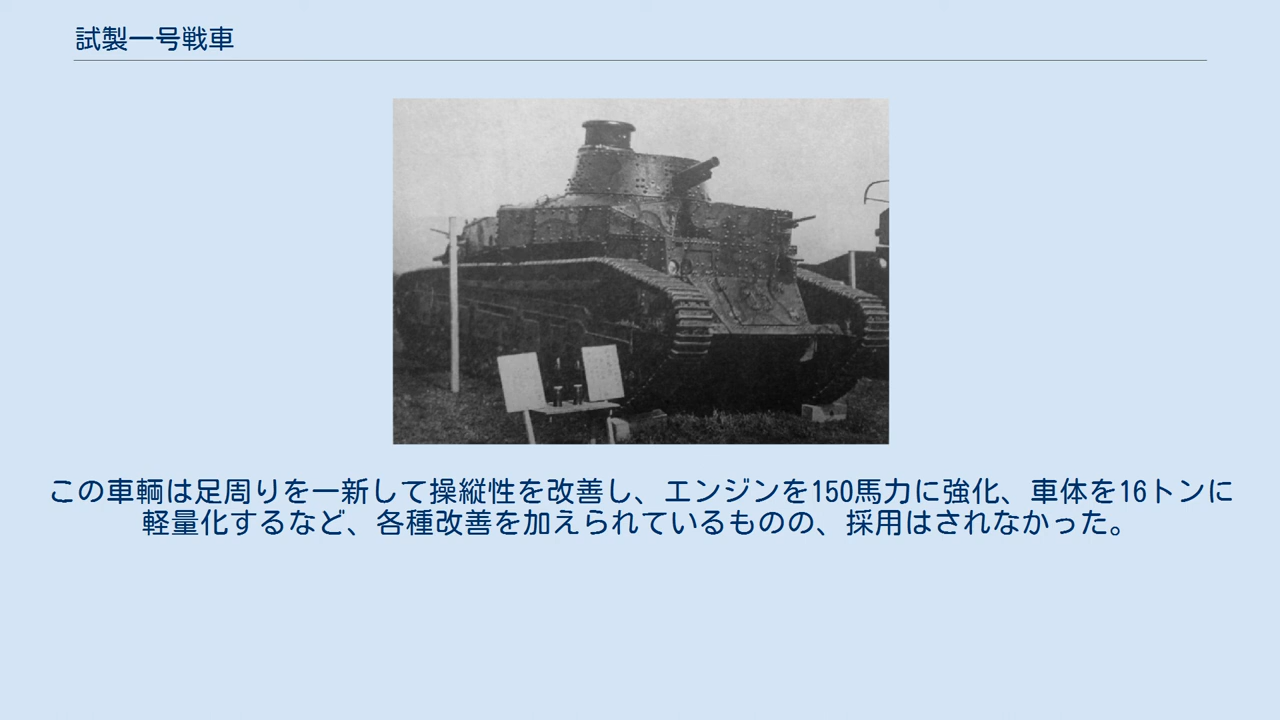 試製一号戦車
この車輌は足周りを一新して操縦性を改善し、エンジンを150馬力に強化、車体を16トンに
軽量化するなど、各種改善を加えられているものの、採用はされなかった。